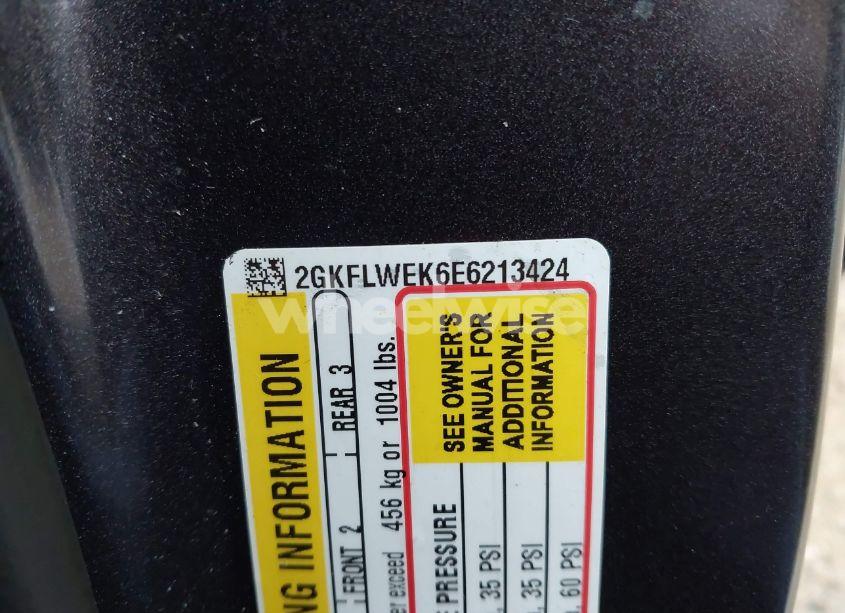 2GKFLWEK6E6213424
wheelwise
NG INFORMATION
FRONT 2
REAR 3
er exceed 456 kg or 1004 lbs.
SEE OWNER'S
MANUAL FOR
ADDITIONAL
INFORMATION
E PRESSURE
, 35 PSI
, 35 PSI
, 60 PSI